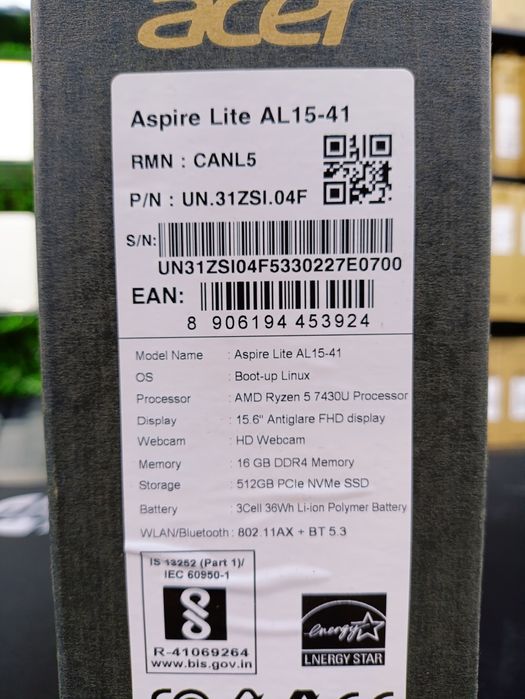 acer
Aspire Lite AL15-41
RMN : CANL5
P/N : UN.31ZSI.04F
S/N:
UN31ZSI04F5330227E0700
EAN:
8 906194 453924
Model Name : Aspire Lite AL15-41
OS : Boot-up Linux
Processor : AMD Ryzen 5 7430U Processor
Display : 15.6" Antiglare FHD display
Webcam : HD Webcam
Memory : 16 GB DDR4 Memory
Storage : 512GB PCIe NVMe SSD
Battery : 3Cell 36Wh Li-ion Polymer Battery
WLAN/Bluetooth : 802.11AX + BT 5.3
IS 13252 (Part 1)/
IEC 60950-1
R-41069264
www.bis.gov.in
energy
ENERGY STAR